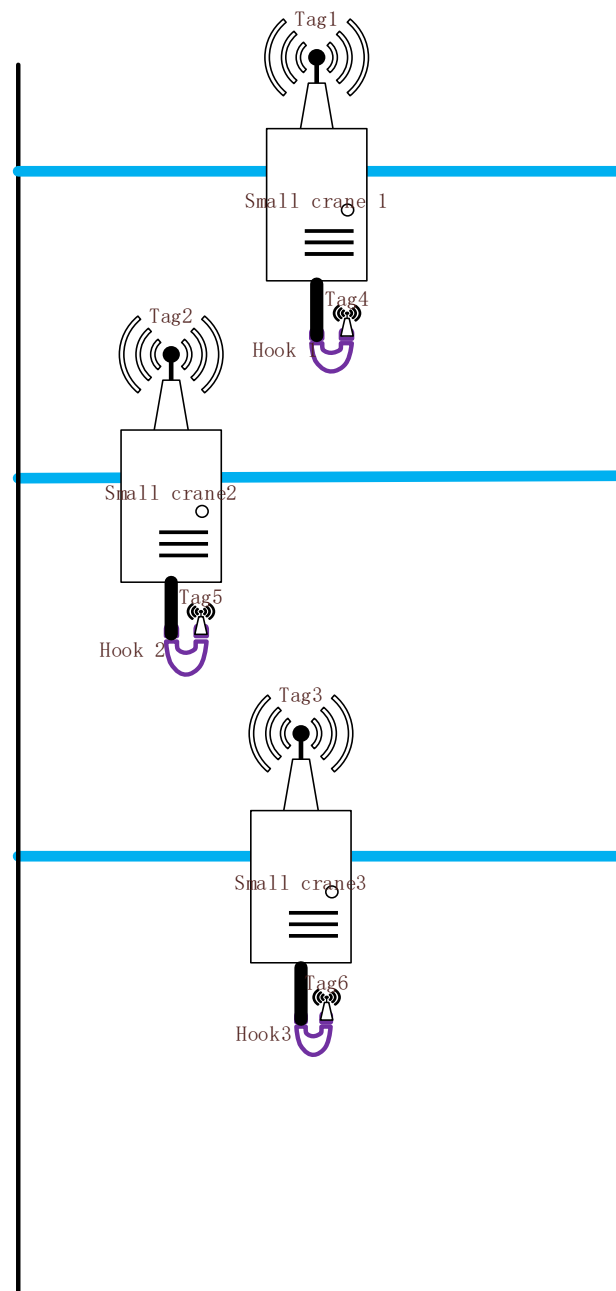 Tag1
Small crane 1
Tag4
Hook 1
Tag2
Small crane2
Tag5
Hook 2
Tag3
Small crane3
Tag6
Hook3